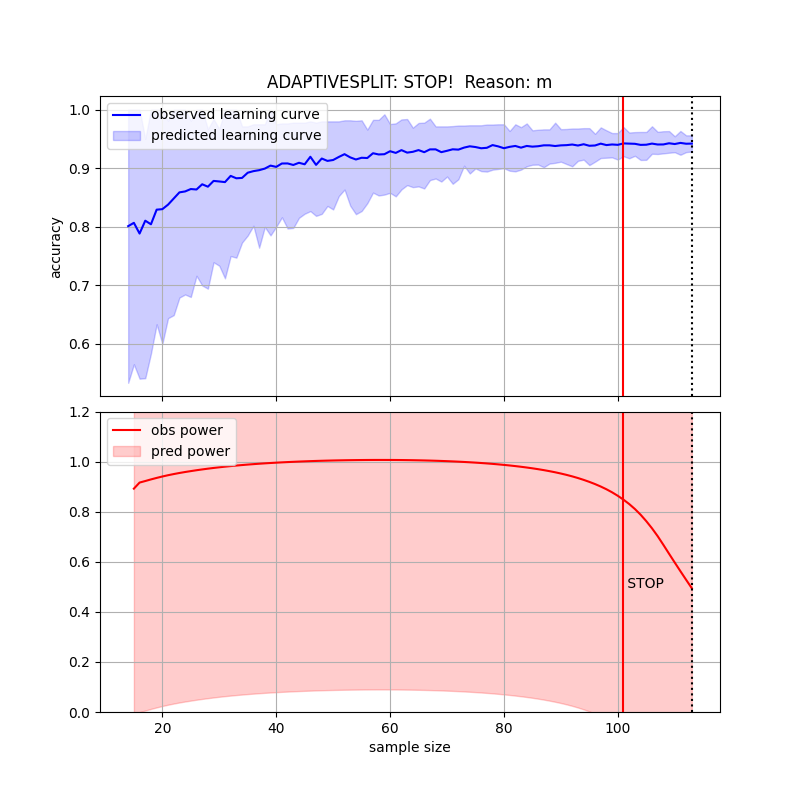 ADAPTIVESPLIT: STOP!  Reason: m
observed learning curve
predicted learning curve
1.0
0.9
0.8
0.7
0.6
accuracy
obs power
pred power
1.2
1.0
0.8
0.6
0.4
0.2
0.0
STOP
20 40 60 80 100
sample size